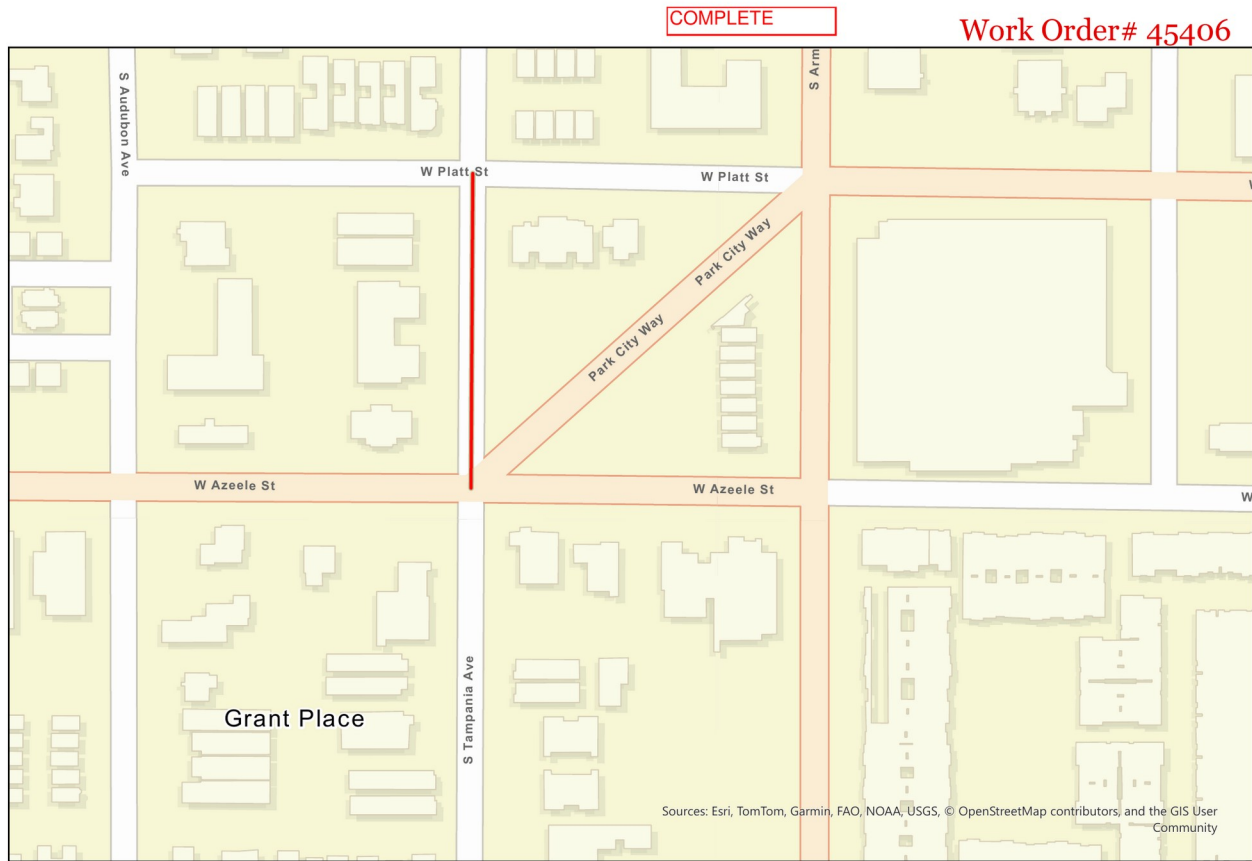 COMPLETE
Work Order# 45406
S Audubon Ave
S Arm
W Platt St
W Platt St
W
Park City Way
Park City Way
W Azeele St
W Azeele St
W
S Tampania Ave
Grant Place
Sources: Esri, TomTom, Garmin, FAO, NOAA, USGS, © OpenStreetMap contributors, and the GIS User
Community